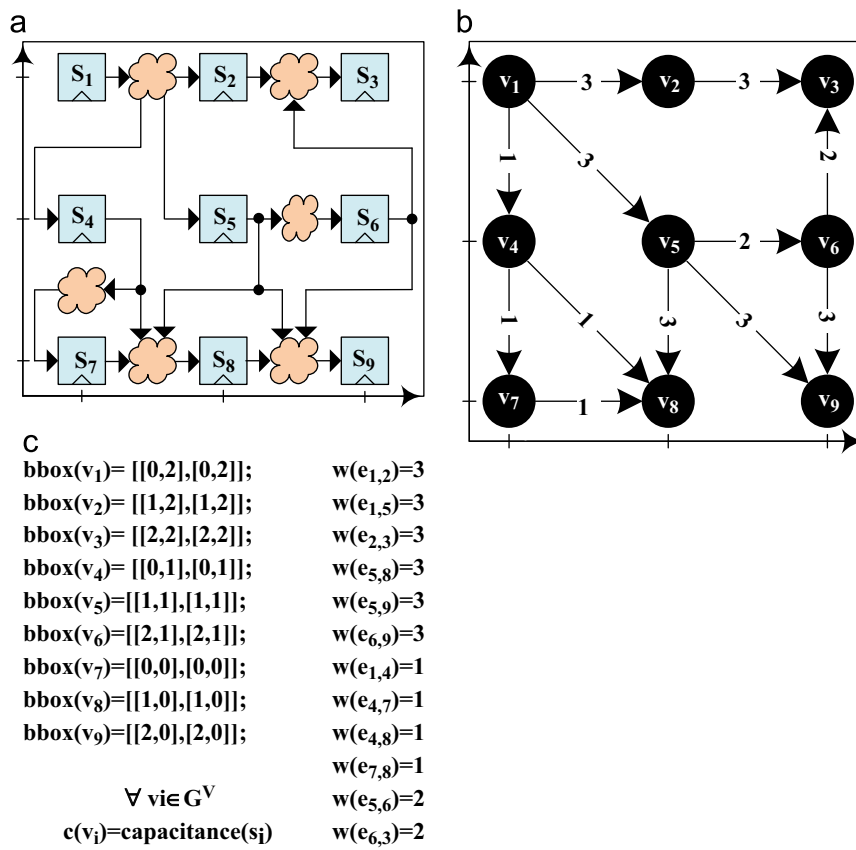 a
S1 S2 S3
S4 S5 S6
S7 S8 S9
b
v1 3 v2 3 v3
1 3 2
v4 v5 2 v6
1 1 3 3 3
v7 1 v8 v9
c
bbox(v1)= [[0,2],[0,2]]; w(e1,2)=3
bbox(v2)= [[1,2],[1,2]]; w(e1,5)=3
bbox(v3)= [[2,2],[2,2]]; w(e2,3)=3
bbox(v4)= [[0,1],[0,1]]; w(e5,8)=3
bbox(v5)=[[1,1],[1,1]]; w(e5,9)=3
bbox(v6)=[[2,1],[2,1]]; w(e6,9)=3
bbox(v7)=[[0,0],[0,0]]; w(e1,4)=1
bbox(v8)=[[1,0],[1,0]]; w(e4,7)=1
bbox(v9)=[[2,0],[2,0]]; w(e4,8)=1
w(e7,8)=1
∀ vi∈G^V w(e5,6)=2
c(vi)=capacitance(si) w(e6,3)=2